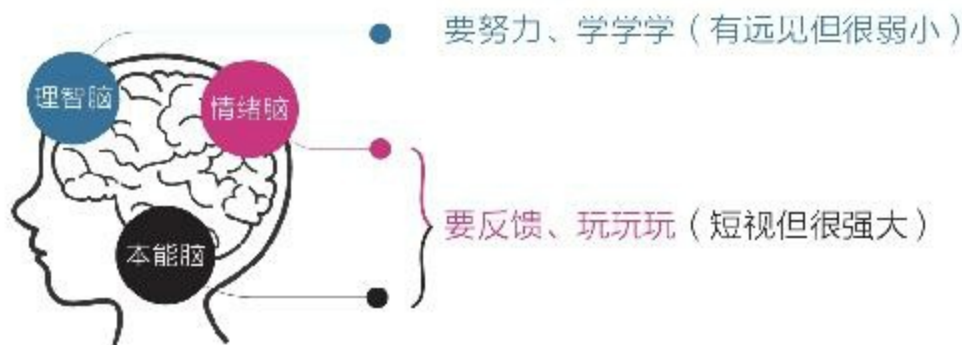 要努力、学学学（有远见但很弱小）
理智脑
情绪脑
要反馈、玩玩玩（短视但很强大）
本能脑